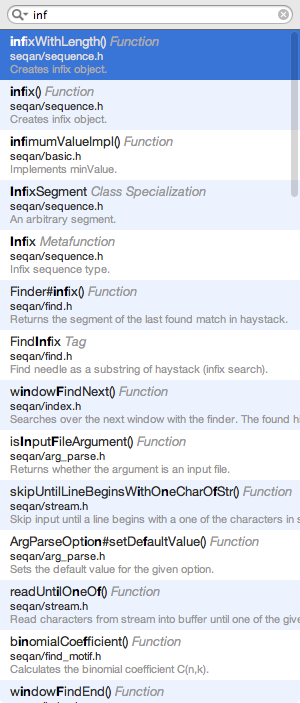 inf
infixWithLength() Function
seqan/sequence.h
Creates infix object.
infix() Function
seqan/sequence.h
Creates infix object.
infimumValueImpl() Function
seqan/basic.h
Implements minValue.
InfixSegment Class Specialization
seqan/sequence.h
An arbitrary segment.
Infix Metafunction
seqan/sequence.h
Infix sequence type.
Finder#infix() Function
seqan/find.h
Returns the segment of the last found match in haystack.
FindInfix Tag
seqan/find.h
Find needle as a substring of haystack (infix search).
windowFindNext() Function
seqan/index.h
Searches over the next window with the finder. The found hi
isInputFileArgument() Function
seqan/arg_parse.h
Returns whether the argument is an input file.
skipUntilLineBeginsWithOneCharOfStr() Function
seqan/stream.h
Skip input until a line begins with a one of the characters in s
ArgParseOption#setDefaultValue() Function
seqan/arg_parse.h
Sets the default value for the given option.
readUntilOneOf() Function
seqan/stream.h
Read characters from stream into buffer until one of the give
binomialCoefficient() Function
seqan/find_motif.h
Calculates the binomial coefficient C(n,k).
windowFindEnd() Function